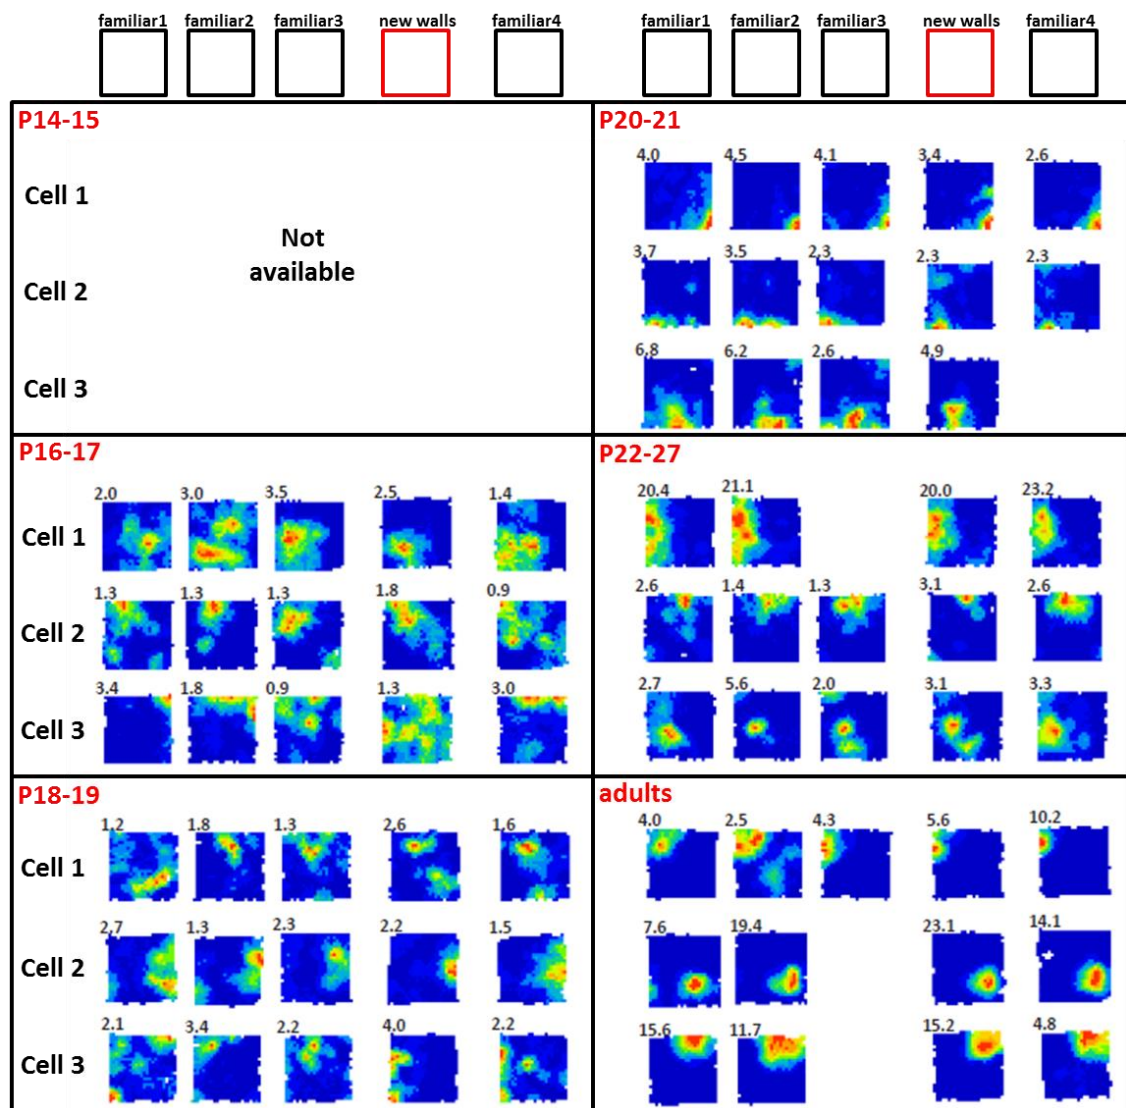 familiar1 familiar2 familiar3 new walls familiar4 familiar1 familiar2 familiar3 new walls familiar4
P14-15
Cell 1
Not
available
Cell 2
Cell 3
P20-21
4.0 4.5 4.1 3.4 2.6
3.7 3.5 2.3 2.3 2.3
6.8 6.2 2.6 4.9
P16-17
2.0 3.0 3.5 2.5 1.4
Cell 1
1.3 1.3 1.3 1.8 0.9
Cell 2
3.4 1.8 0.9 1.3 3.0
Cell 3
P22-27
20.4 21.1 20.0 23.2
2.6 1.4 1.3 3.1 2.6
2.7 5.6 2.0 3.1 3.3
P18-19
1.2 1.8 1.3 2.6 1.6
Cell 1
2.7 1.3 2.3 2.2 1.5
Cell 2
2.1 3.4 2.2 4.0 2.2
Cell 3
adults
4.0 2.5 4.3 5.6 10.2
7.6 19.4 23.1 14.1
15.6 11.7 15.2 4.8